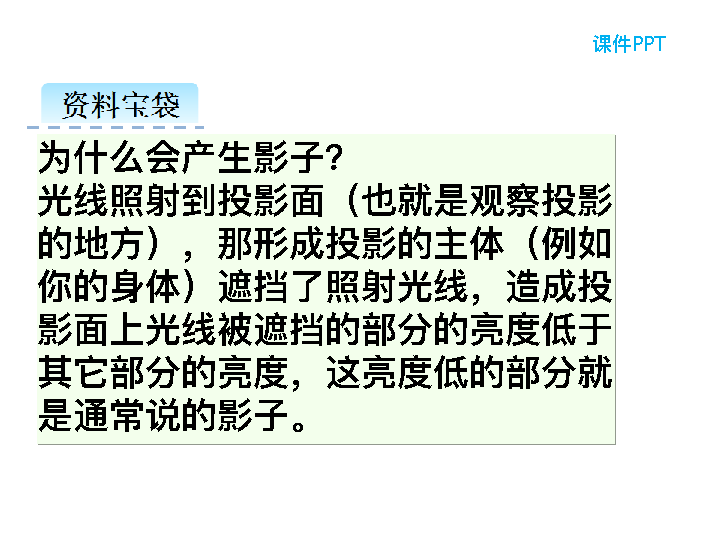 课件PPT
资料宝袋
为什么会产生影子？
光线照射到投影面（也就是观察投影
的地方），那形成投影的主体（例如
你的身体）遮挡了照射光线，造成投
影面上光线被遮挡的部分的亮度低于
其它部分的亮度，这亮度低的部分就
是通常说的影子。